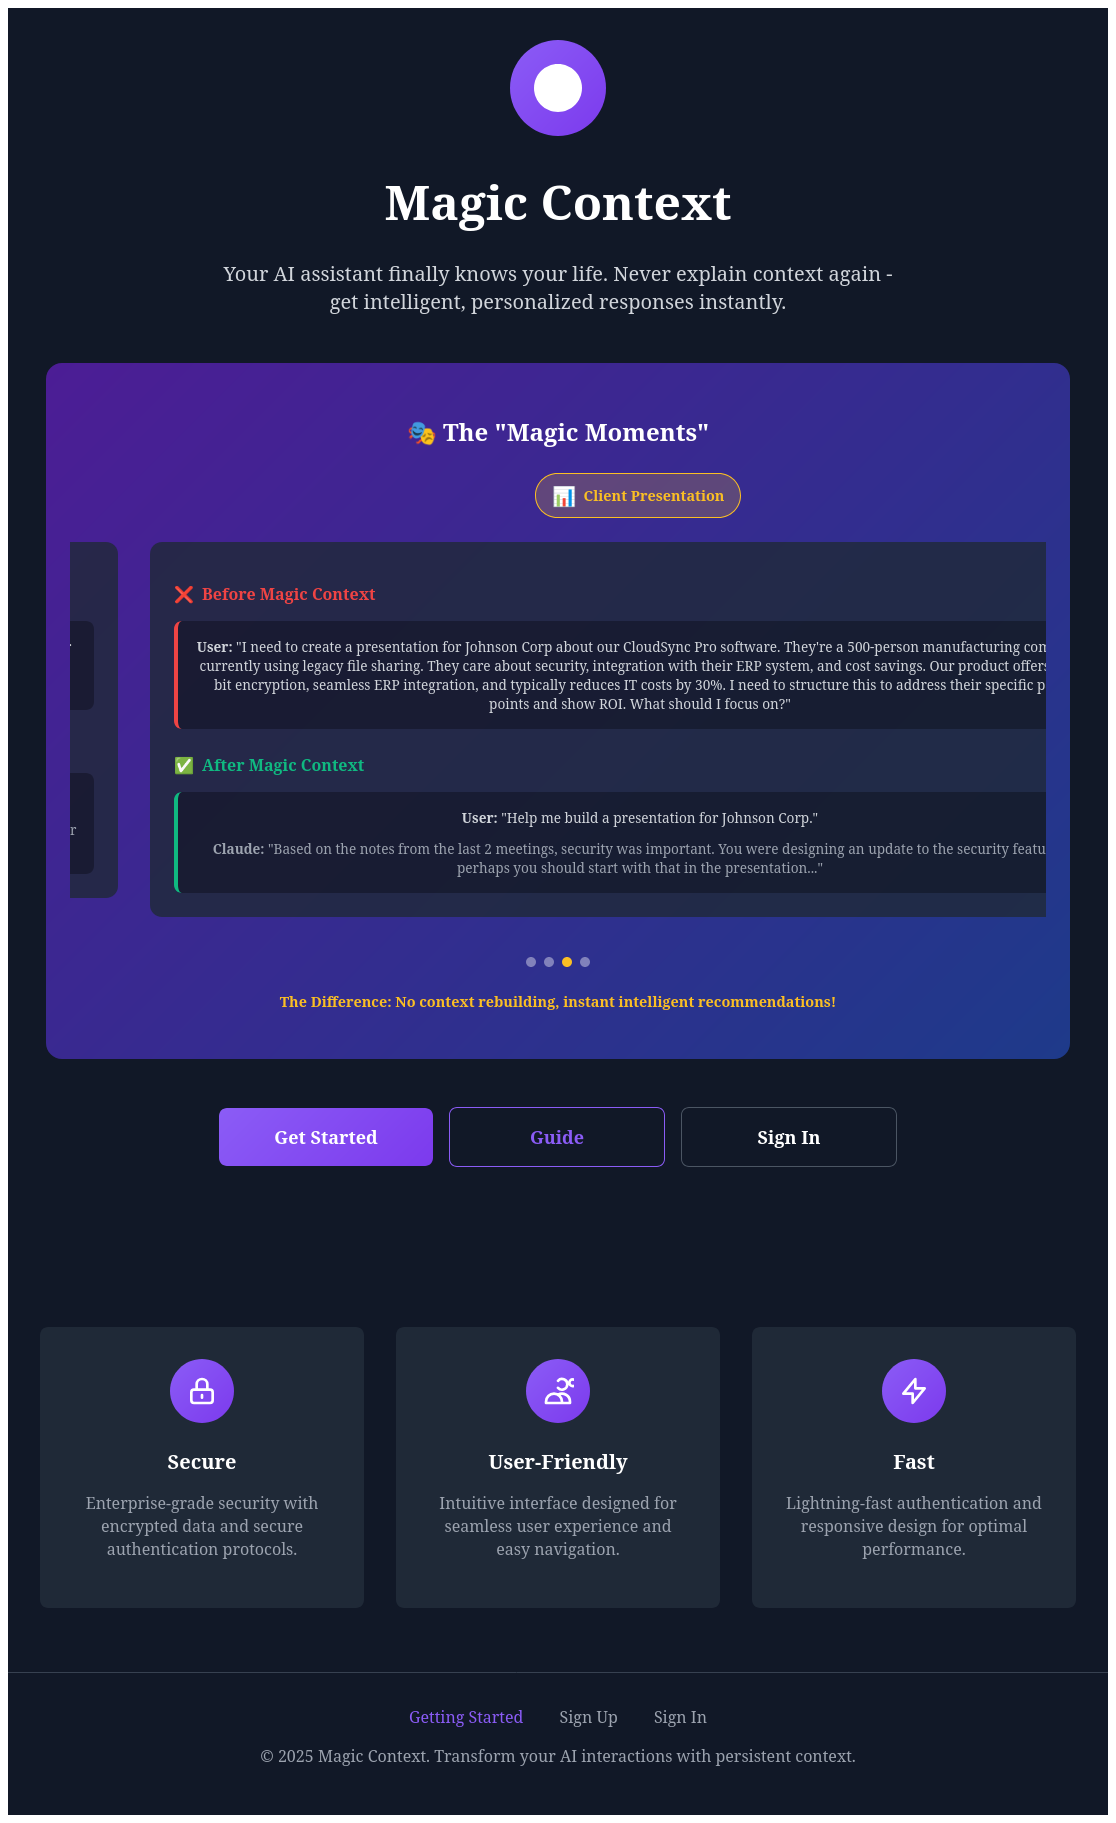 Magic Context
Your AI assistant finally knows your life. Never explain context again -
get intelligent, personalized responses instantly.
🎭 The "Magic Moments"
📊 Client Presentation
❌ Before Magic Context
User: "I need to create a presentation for Johnson Corp about our CloudSync Pro software. They're a 500-person manufacturing
currently using legacy file sharing. They care about security, integration with their ERP system, and cost savings. Our product offers
bit encryption, seamless ERP integration, and typically reduces IT costs by 30%. I need to structure this to address their specific
points and show ROI. What should I focus on?"
✅ After Magic Context
User: "Help me build a presentation for Johnson Corp."
Claude: "Based on the notes from the last 2 meetings, security was important. You were designing an update to the security
perhaps you should start with that in the presentation..."
The Difference: No context rebuilding, instant intelligent recommendations!
Get Started
Guide
Sign In
Secure
Enterprise-grade security with
encrypted data and secure
authentication protocols.
User-Friendly
Intuitive interface designed for
seamless user experience and
easy navigation.
Fast
Lightning-fast authentication and
responsive design for optimal
performance.
Getting Started Sign Up Sign In
© 2025 Magic Context. Transform your AI interactions with persistent context.